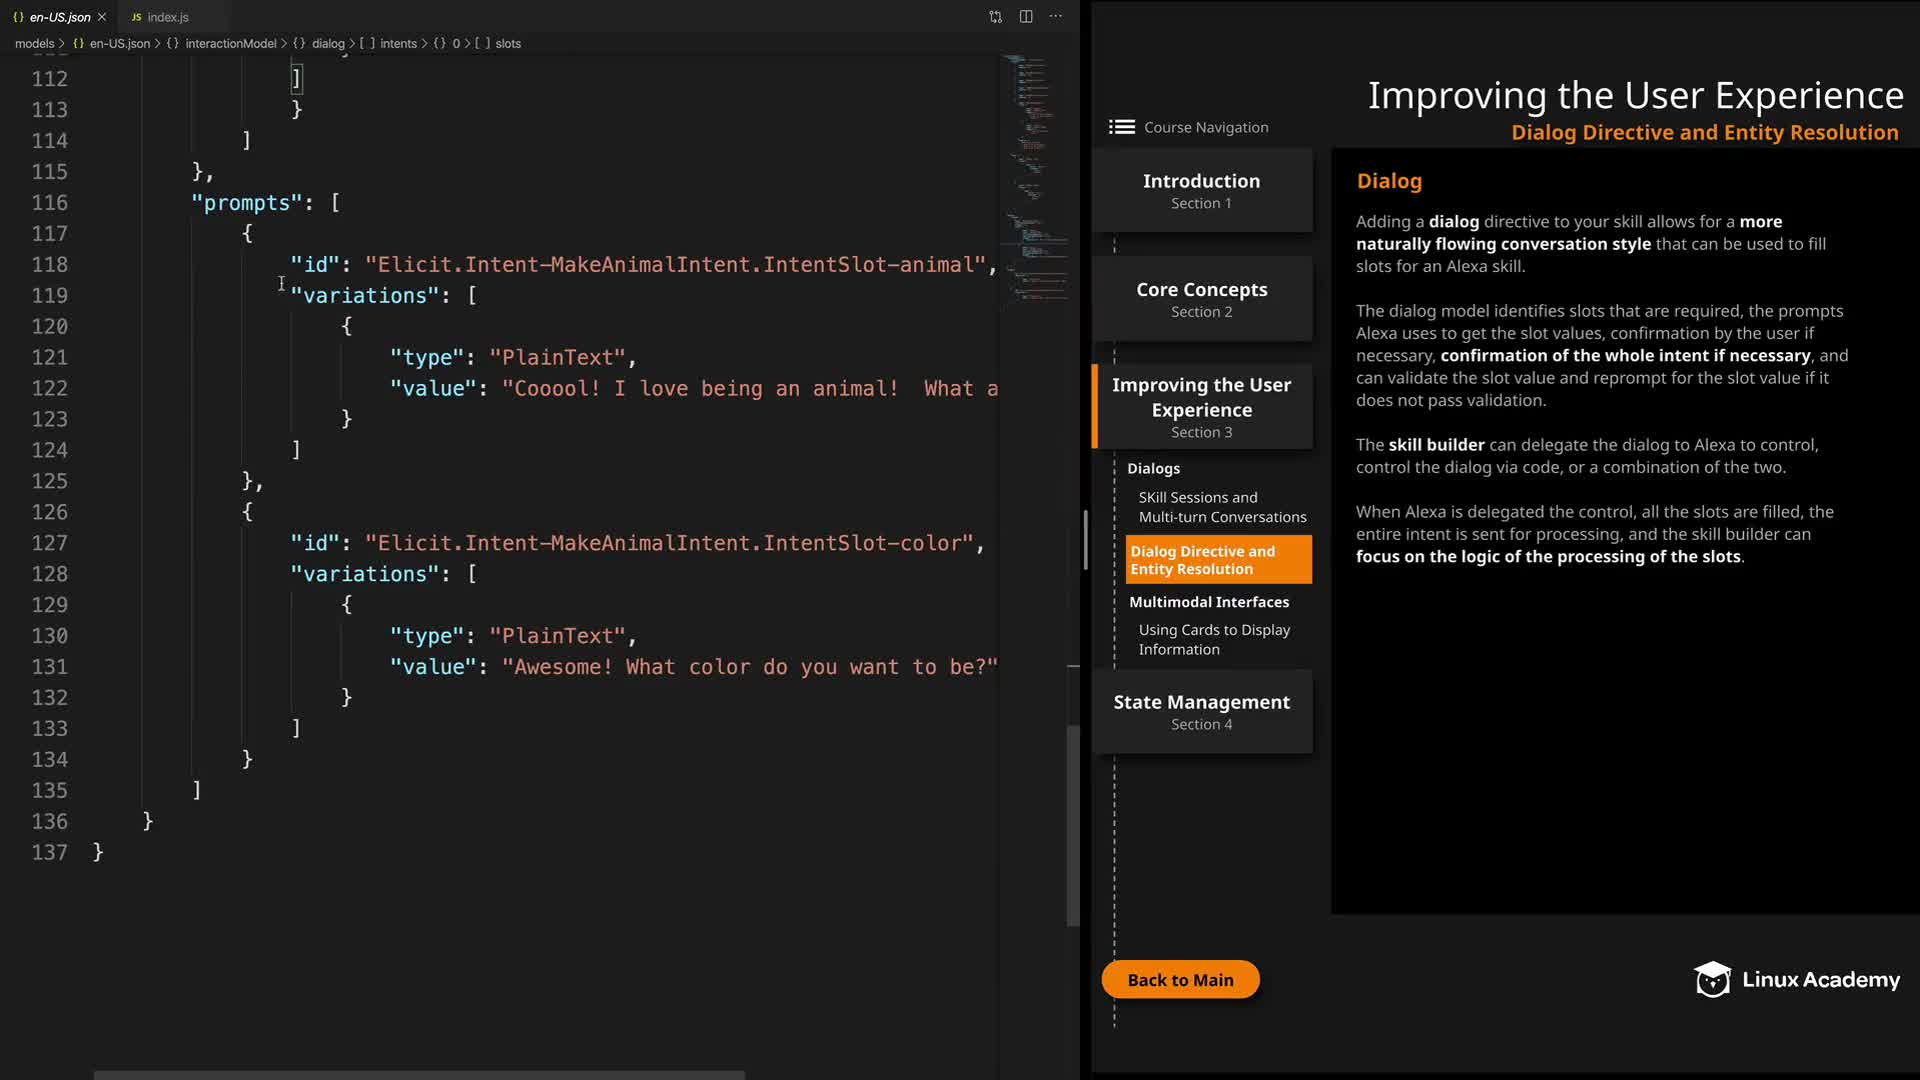 {} en-US.json ×
JS index.js
models > {} en-US.json > {} interactionModel > {} dialog > [ ] intents > {} 0 > [ ] slots
112 ]
113 }
114 ]
115 },
116 "prompts": [
117 {
118 "id": "Elicit.Intent-MakeAnimalIntent.IntentSlot-animal",
119 "variations": [
120 {
121 "type": "PlainText",
122 "value": "Cooool! I love being an animal!  What a
123 }
124 ]
125 },
126 {
127 "id": "Elicit.Intent-MakeAnimalIntent.IntentSlot-color",
128 "variations": [
129 {
130 "type": "PlainText",
131 "value": "Awesome! What color do you want to be?"
132 }
133 ]
134 }
135 ]
136 }
137 }
Improving the User Experience
Dialog Directive and Entity Resolution
Course Navigation
Introduction
Section 1
Core Concepts
Section 2
Improving the User
Experience
Section 3
Dialogs
SKill Sessions and
Multi-turn Conversations
Dialog Directive and
Entity Resolution
Multimodal Interfaces
Using Cards to Display
Information
State Management
Section 4
Back to Main
Dialog
Adding a dialog directive to your skill allows for a more
naturally flowing conversation style that can be used to fill
slots for an Alexa skill.
The dialog model identifies slots that are required, the prompts
Alexa uses to get the slot values, confirmation by the user if
necessary, confirmation of the whole intent if necessary, and
can validate the slot value and reprompt for the slot value if it
does not pass validation.
The skill builder can delegate the dialog to Alexa to control,
control the dialog via code, or a combination of the two.
When Alexa is delegated the control, all the slots are filled, the
entire intent is sent for processing, and the skill builder can
focus on the logic of the processing of the slots.
Linux Academy